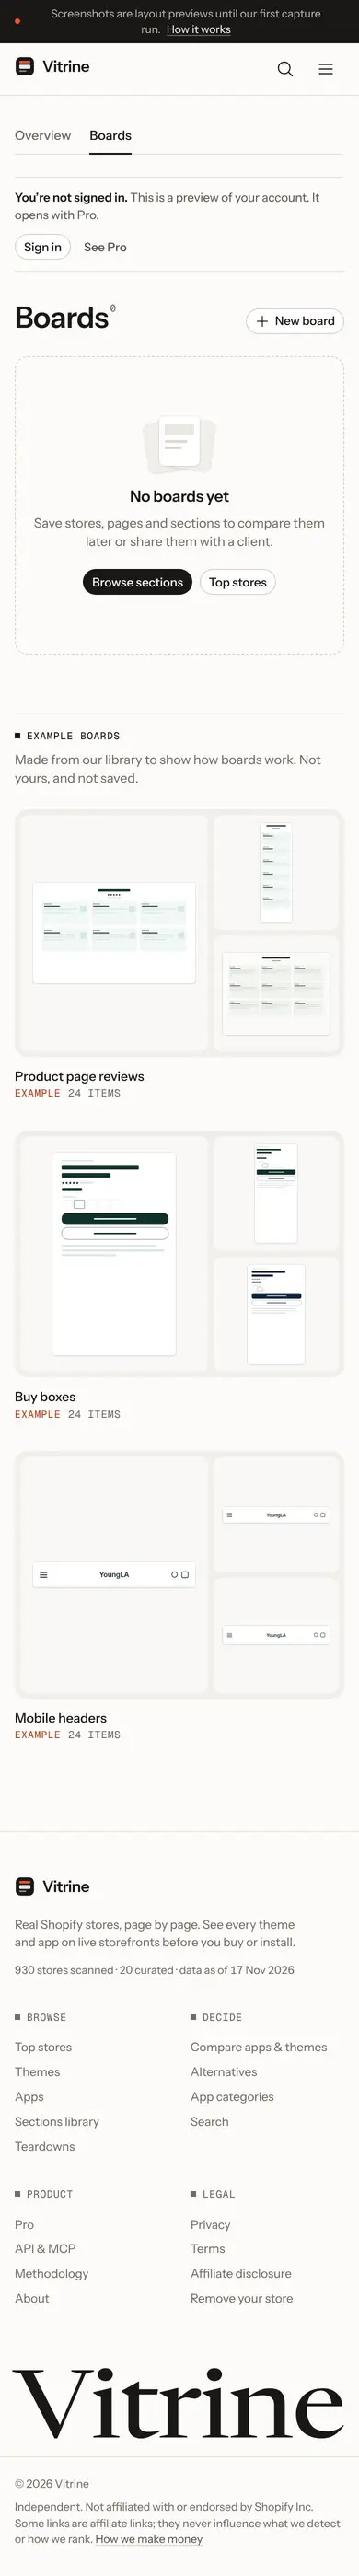 Screenshots are layout previews until our first capture
run. How it works
Vitrine
Overview Boards
You're not signed in. This is a preview of your account. It
opens with Pro.
Sign in See Pro
Boards 0
+ New board
No boards yet
Save stores, pages and sections to compare them
later or share them with a client.
Browse sections Top stores
EXAMPLE BOARDS
Made from our library to show how boards work. Not
yours, and not saved.
Product page reviews
EXAMPLE 24 ITEMS
Buy boxes
EXAMPLE 24 ITEMS
YoungLA
YoungLA
YoungLA
Mobile headers
EXAMPLE 24 ITEMS
Vitrine
Real Shopify stores, page by page. See every theme
and app on live storefronts before you buy or install.
930 stores scanned · 20 curated · data as of 17 Nov 2026
BROWSE
Top stores
Themes
Apps
Sections library
Teardowns
DECIDE
Compare apps & themes
Alternatives
App categories
Search
PRODUCT
Pro
API & MCP
Methodology
About
LEGAL
Privacy
Terms
Affiliate disclosure
Remove your store
Vitrine
© 2026 Vitrine
Independent. Not affiliated with or endorsed by Shopify Inc.
Some links are affiliate links; they never influence what we detect
or how we rank. How we make money